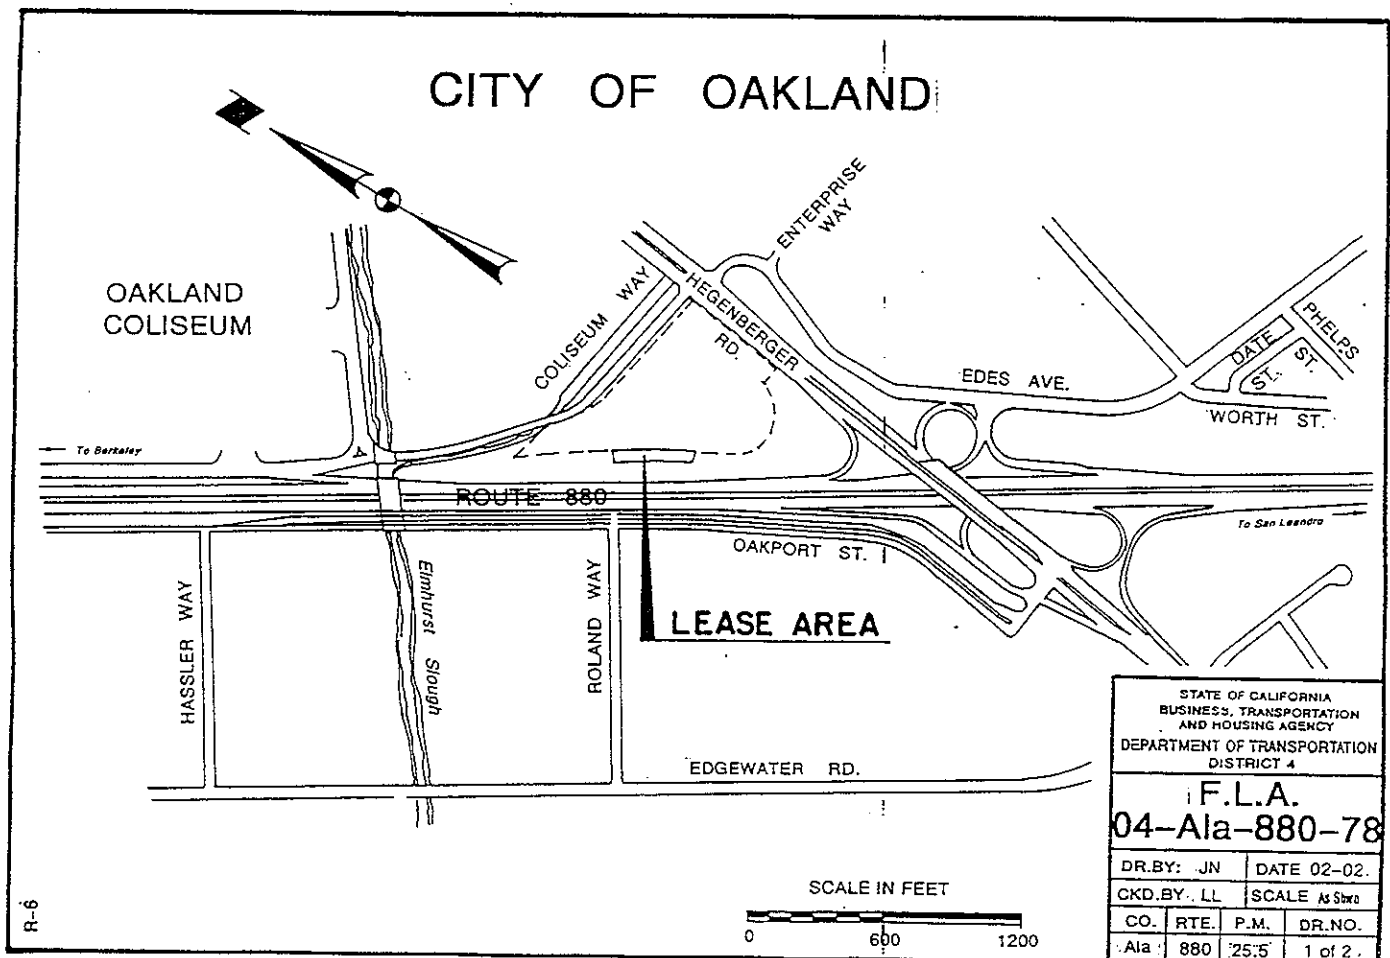 CITY OF OAKLAND
ENTERPRISE
WAY
OAKLAND
COLISEUM
COLISEUM WAY
HEGENBERGER
RD.
EDES AVE.
DATE
ST.
PHELPS
ST.
WORTH ST.
To Berkeley
ROUTE 880
To San Leandro
OAKPORT ST.
HASSLER WAY
Elmhurst Slough
ROLAND WAY
LEASE AREA
EDGEWATER RD.
STATE OF CALIFORNIA
BUSINESS, TRANSPORTATION
AND HOUSING AGENCY
DEPARTMENT OF TRANSPORTATION
DISTRICT 4
F.L.A.
04-Ala-880-78
DR.BY: JN DATE 02-02.
CKD.BY. LL SCALE As Shwn
CO. RTE. P.M. DR.NO.
Ala 880 25.5 1 of 2.
SCALE IN FEET
0 600 1200
R-6